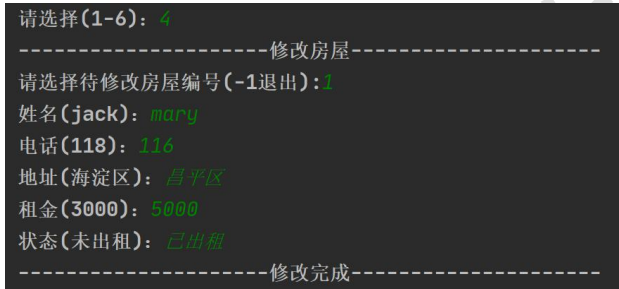 请选择(1-6)：4
---------------------修改房屋---------------------
请选择待修改房屋编号(-1退出):1
姓名(jack)：mary
电话(118)：116
地址(海淀区)：昌平区
租金(3000)：5000
状态(未出租)：已出租
---------------------修改完成---------------------